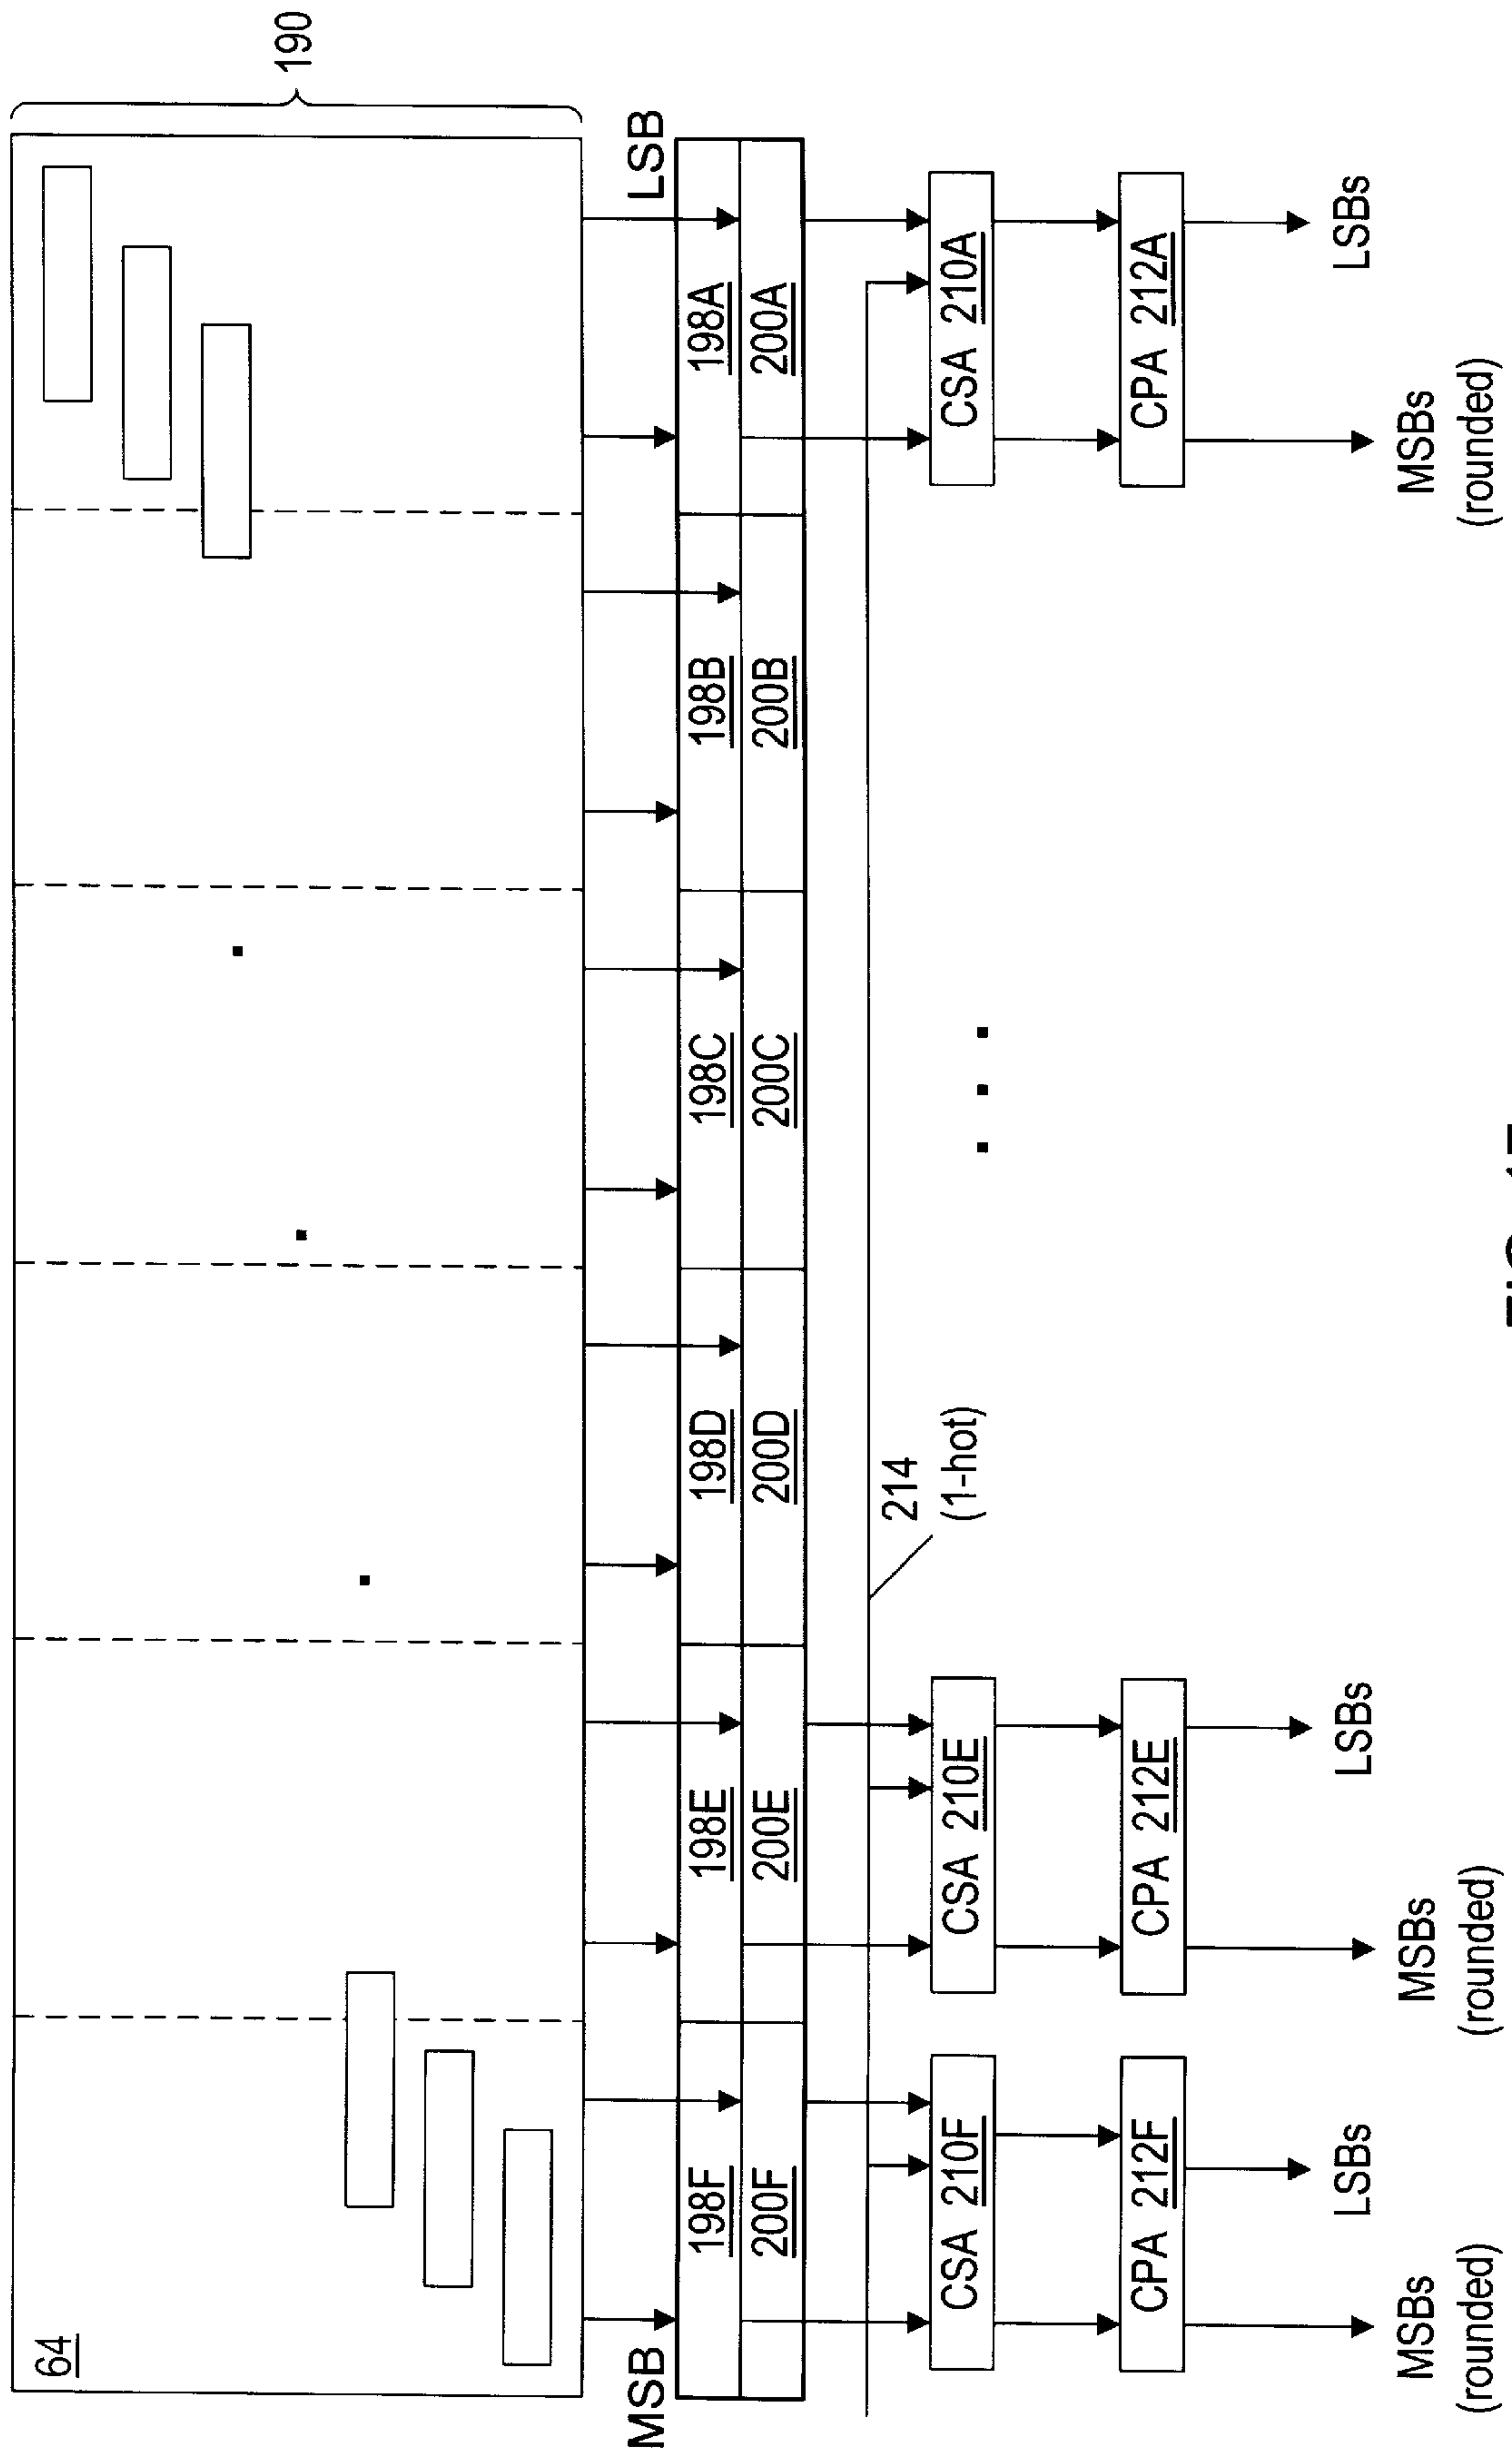 64
190
MSB
LSB
198F 198E 198D 198C 198B 198A
200F 200E 200D 200C 200B 200A
214
(1-hot)
CSA 210F CSA 210E CSA 210A
CPA 212F CPA 212E CPA 212A
LSBs LSBs LSBs
MSBs MSBs MSBs
(rounded) (rounded) (rounded)